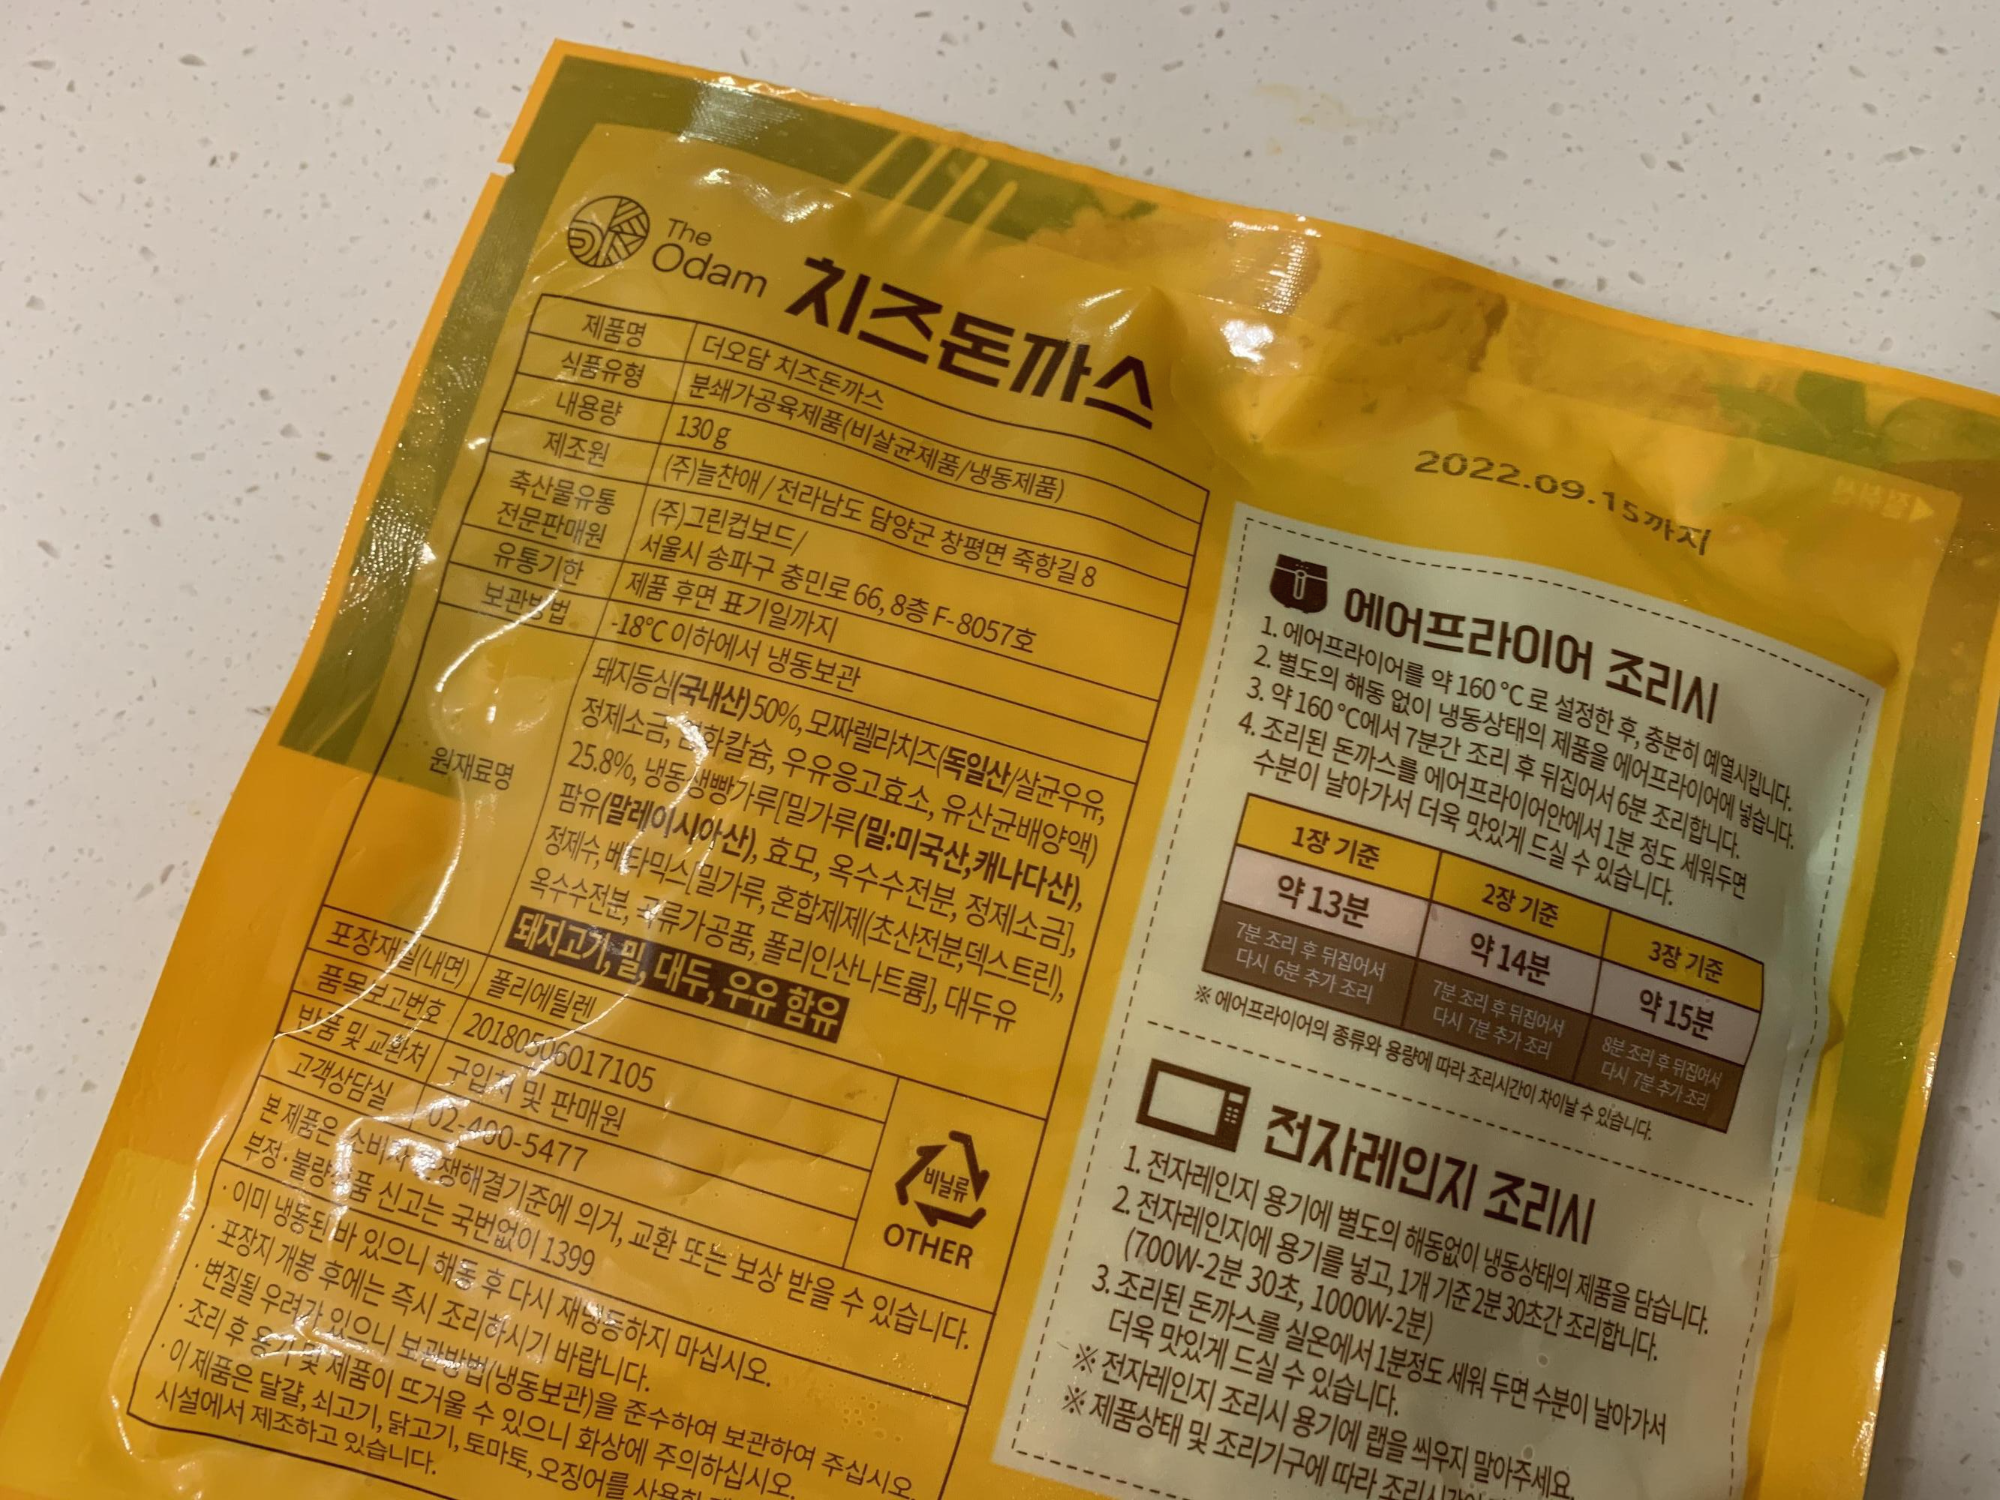 The
Odam
치즈돈까스
제품명 더오담 치즈돈까스
식품유형 분쇄가공육제품(비살균제품/냉동제품)
내용량 130 g
제조원 (주)늘찬애 / 전라남도 담양군 창평면 죽항길 8
축산물유통
전문판매원
(주)그린컵보드/
서울시 송파구 충민로 66, 8층 F-8057호
유통기한 제품 후면 표기일까지
보관방법 -18°C 이하에서 냉동보관
원재료명
돼지등심(국내산)50%, 모짜렐라치즈(독일산/살균우유,
정제소금, 염화칼슘, 우유응고효소, 유산균배양액)
25.8%, 냉동생빵가루[밀가루(밀:미국산,캐나다산),
팜유(말레이시아산), 효모, 옥수수전분, 정제소금],
정제수, 베타믹스[밀가루, 혼합제제(초산전분,덱스트린),
옥수수전분, 곡류가공품, 폴리인산나트륨], 대두유
돼지고기, 밀, 대두, 우유 함유
포장재질(내면) 폴리에틸렌
품목보고번호 20180506017105
반품 및 교환처 구입처 및 판매원
고객상담실 02-400-5477
비닐류
OTHER
본 제품은 소비자분쟁해결기준에 의거, 교환 또는 보상 받을 수 있습니다.
부정·불량식품 신고는 국번없이 1399
· 이미 냉동된 바 있으니 해동 후 다시 재냉동하지 마십시오.
· 포장지 개봉 후에는 즉시 조리하시기 바랍니다.
· 변질될 우려가 있으니 보관방법(냉동보관)을 준수하여 보관하여 주십시오.
· 조리 후 용기 및 제품이 뜨거울 수 있으니 화상에 주의하십시오.
· 이 제품은 달걀, 쇠고기, 닭고기, 토마토, 오징어를 사용한
시설에서 제조하고 있습니다.
2022.09.15까지
에어프라이어 조리시
1. 에어프라이어를 약 160 °C 로 설정한 후, 충분히 예열시킵니다.
2. 별도의 해동 없이 냉동상태의 제품을 에어프라이어에 넣습니다.
3. 약 160 °C에서 7분간 조리 후 뒤집어서 6분 조리합니다.
4. 조리된 돈까스를 에어프라이어안에서 1분 정도 세워두면
수분이 날아가서 더욱 맛있게 드실 수 있습니다.
1장 기준 2장 기준 3장 기준
약 13분 약 14분 약 15분
7분 조리 후 뒤집어서
다시 6분 추가 조리
7분 조리 후 뒤집어서
다시 7분 추가 조리
8분 조리 후 뒤집어서
다시 7분 추가 조리
※ 에어프라이어의 종류와 용량에 따라 조리시간이 차이날 수 있습니다.
전자레인지 조리시
1. 전자레인지 용기에 별도의 해동없이 냉동상태의 제품을 담습니다.
2. 전자레인지에 용기를 넣고, 1개 기준 2분 30초간 조리합니다.
(700W-2분 30초, 1000W-2분)
3. 조리된 돈까스를 실온에서 1분정도 세워 두면 수분이 날아가서
더욱 맛있게 드실 수 있습니다.
※ 전자레인지 조리시 용기에 랩을 씌우지 말아주세요.
※ 제품상태 및 조리기구에 따라 조리시간이